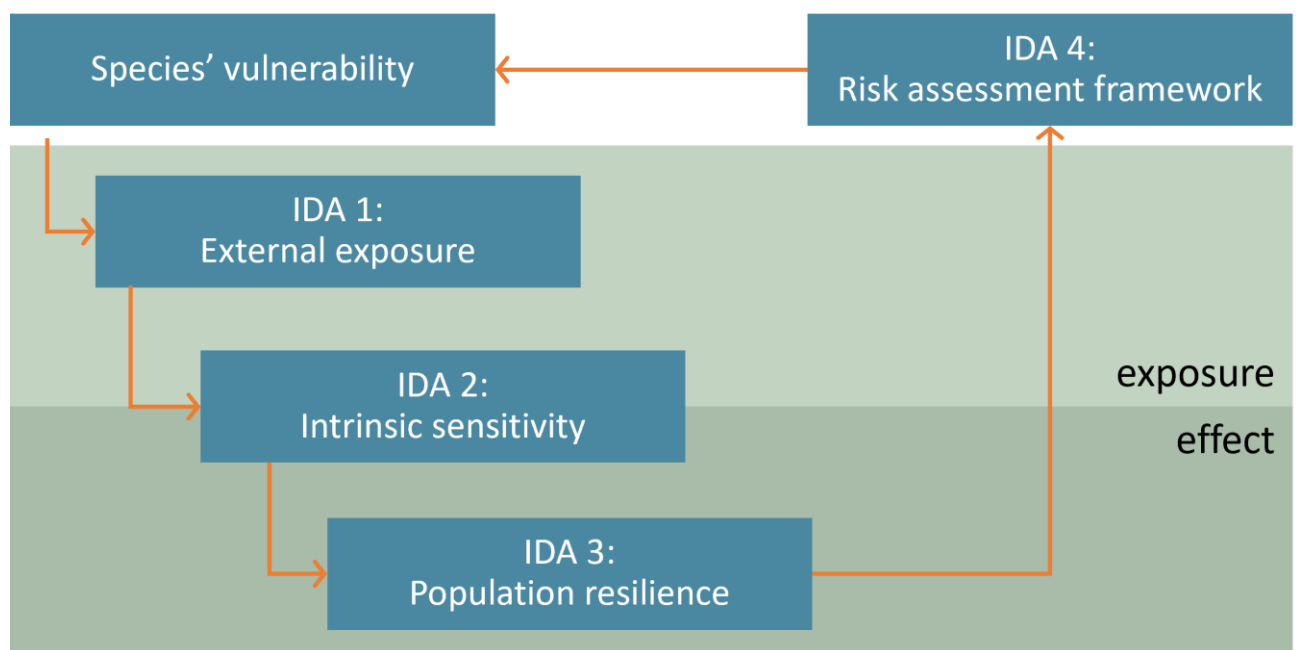 Species’ vulnerability
IDA 4:
Risk assessment framework
IDA 1:
External exposure
IDA 2:
Intrinsic sensitivity
exposure
effect
IDA 3:
Population resilience